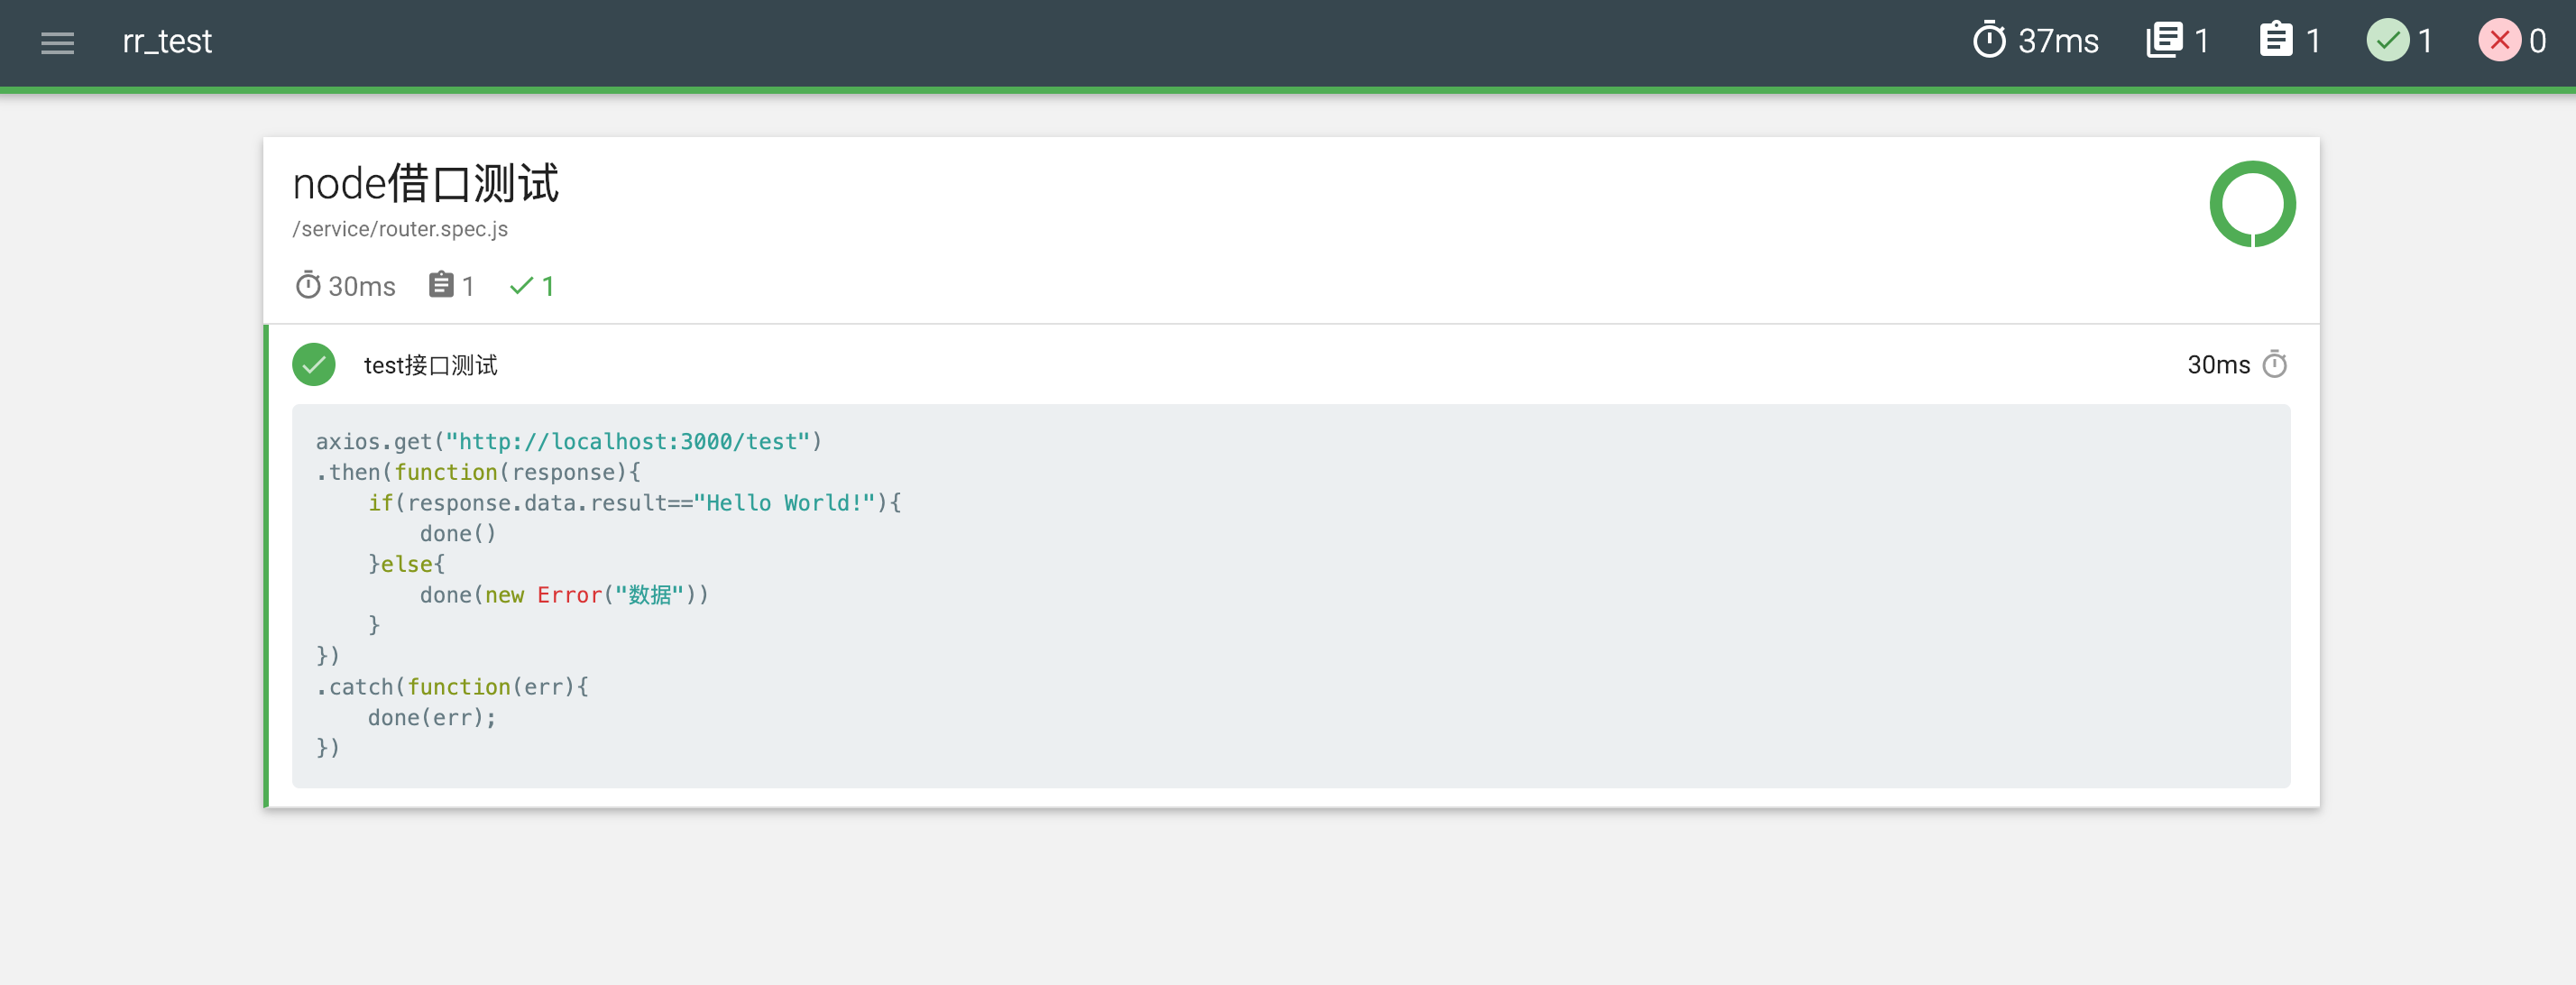 rr_test
37ms 1 1 1 0
node借口测试
/service/router.spec.js
30ms 1 1
test接口测试 30ms
axios.get("http://localhost:3000/test")
.then(function(response){
    if(response.data.result=="Hello World!"){
        done()
    }else{
        done(new Error("数据"))
    }
})
.catch(function(err){
    done(err);
})